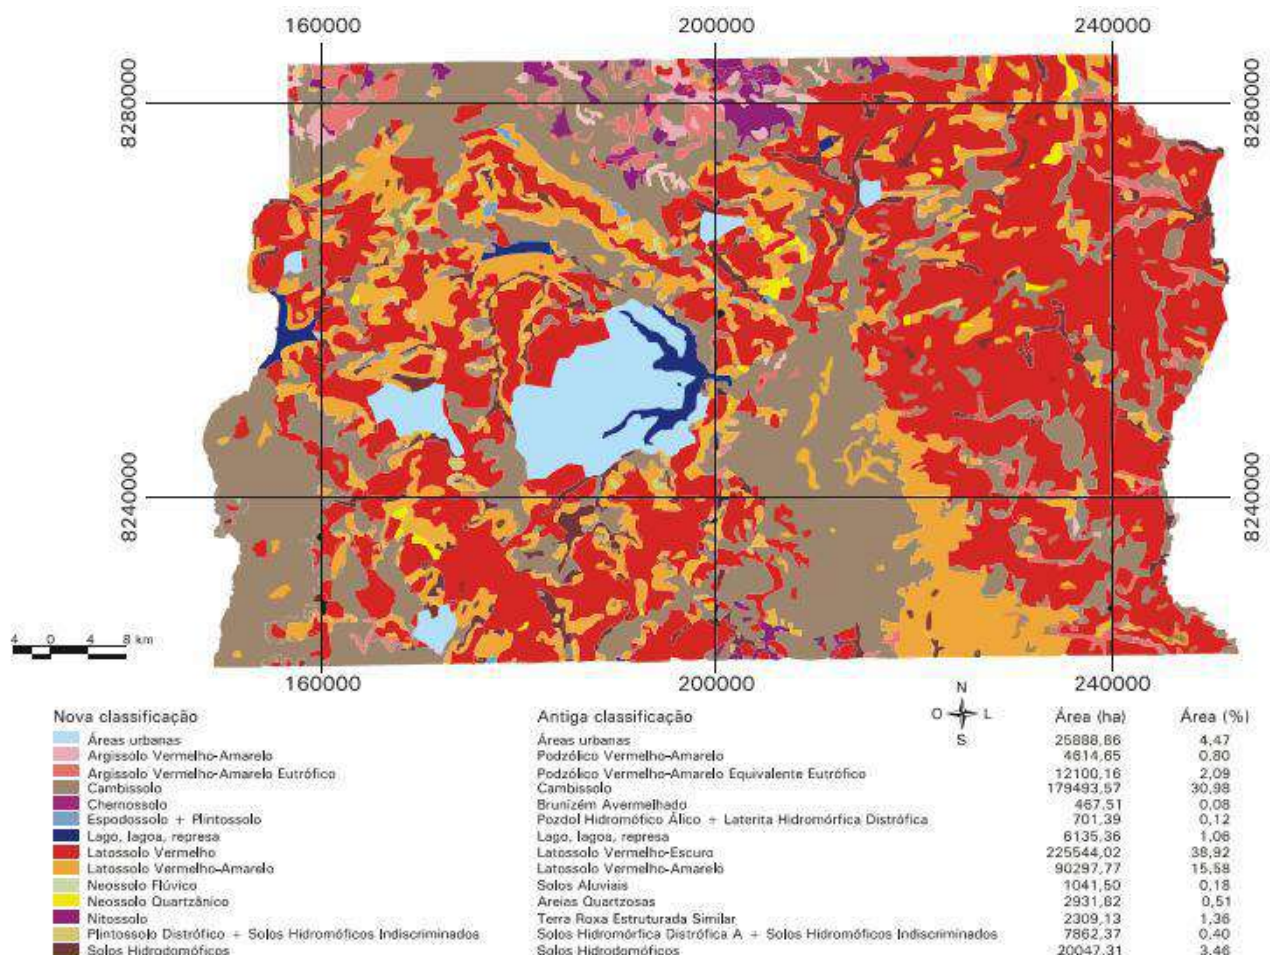 160000 200000 240000
8280000 8280000
8240000 8240000
4 0 4 8 km
160000 200000 240000
N
O L
S
Nova classificação Antiga classificação Área (ha) Área (%)
Áreas urbanas Áreas urbanas 25888,86 4,47
Argissolo Vermelho-Amarelo Podzólico Vermelho-Amarelo 4614,65 0,80
Argissolo Vermelho-Amarelo Eutrófico Podzólico Vermelho-Amarelo Equivalente Eutrófico 12100,16 2,09
Cambissolo Cambissolo 179493,57 30,98
Chernossolo Brunizém Avermelhado 467,51 0,08
Espodossolo + Plintossolo Pozdol Hidromófico Álico + Laterita Hidromórfica Distrófica 701,39 0,12
Lago, lagoa, represa Lago, lagoa, represa 6135,36 1,06
Latossolo Vermelho Latossolo Vermelho-Escuro 225544,02 38,92
Latossolo Vermelho-Amarelo Latossolo Vermelho-Amarelo 90297,77 15,58
Neossolo Flúvico Solos Aluviais 1041,50 0,18
Neossolo Quartzânico Areias Quartzosas 2931,82 0,51
Nitossolo Terra Roxa Estruturada Similar 2309,13 1,36
Plintossolo Distrófico + Solos Hidromóficos Indiscriminados Solos Hidromórfica Distrófica A + Solos Hidromóficos Indiscriminados 7862,37 0,40
Solos Hidrodomóficos Solos Hidrodomóficos 20047,31 3,46